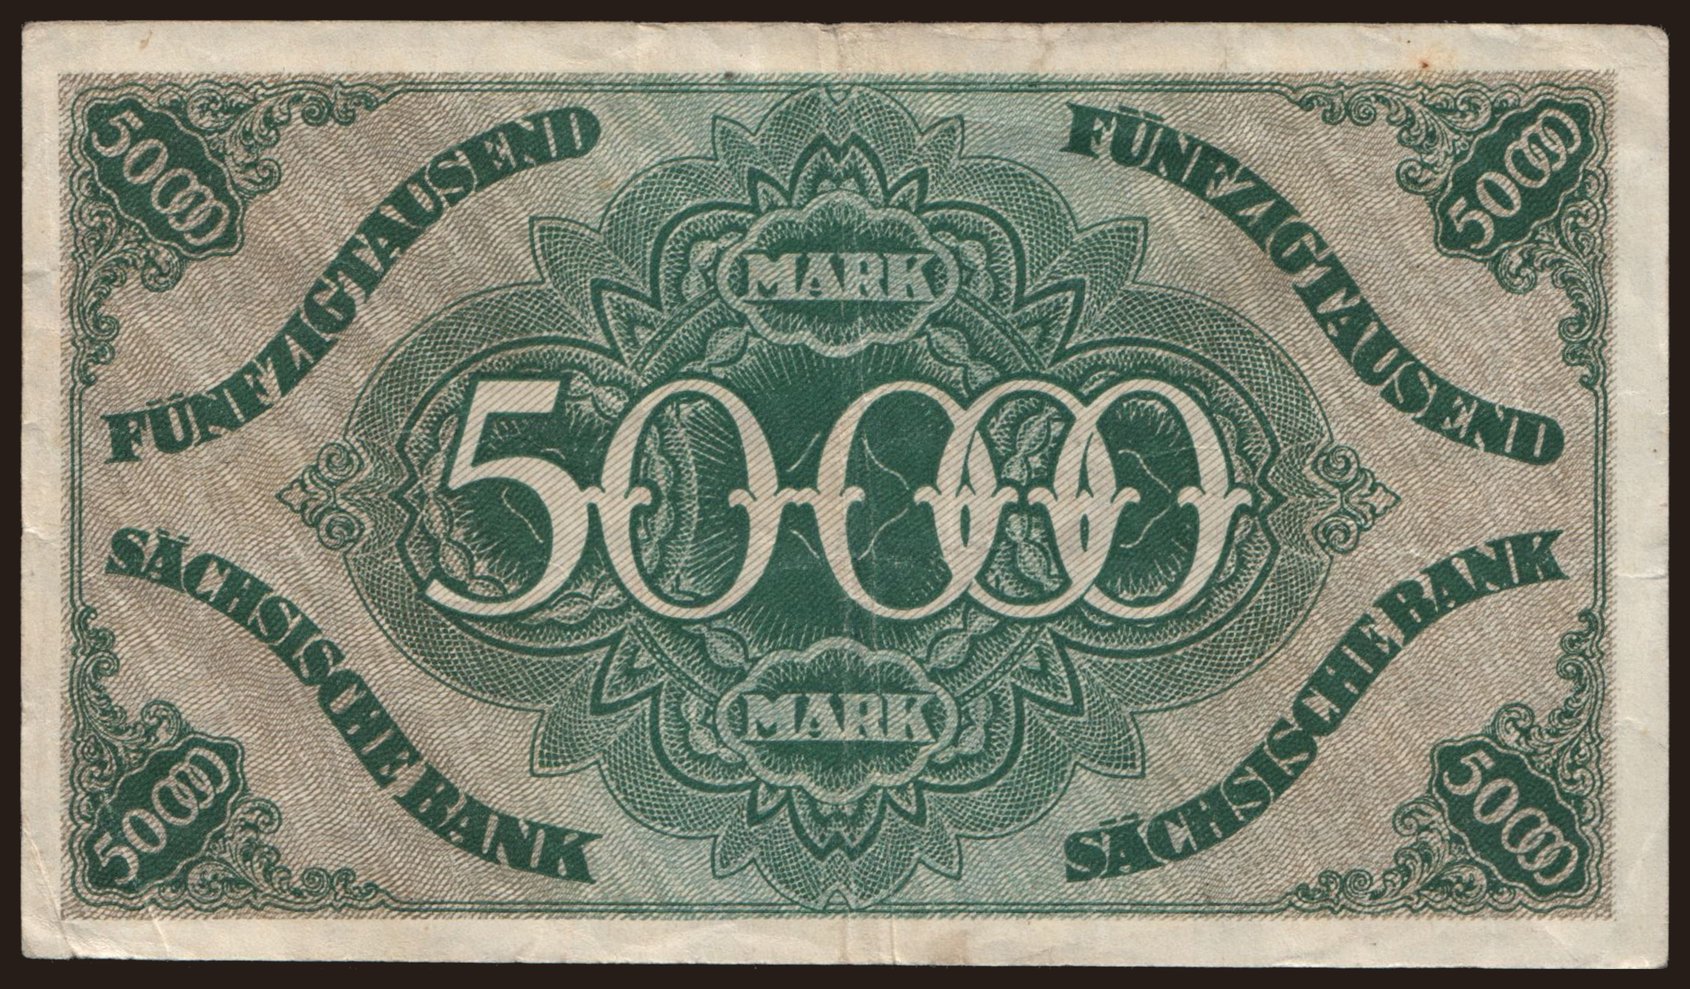 50000
FÜNFZIGTAUSEND
FÜNFZIGTAUSEND
50000
MARK
50000
MARK
SÄCHSISCHE BANK
SÄCHSISCHE BANK
50000
50000